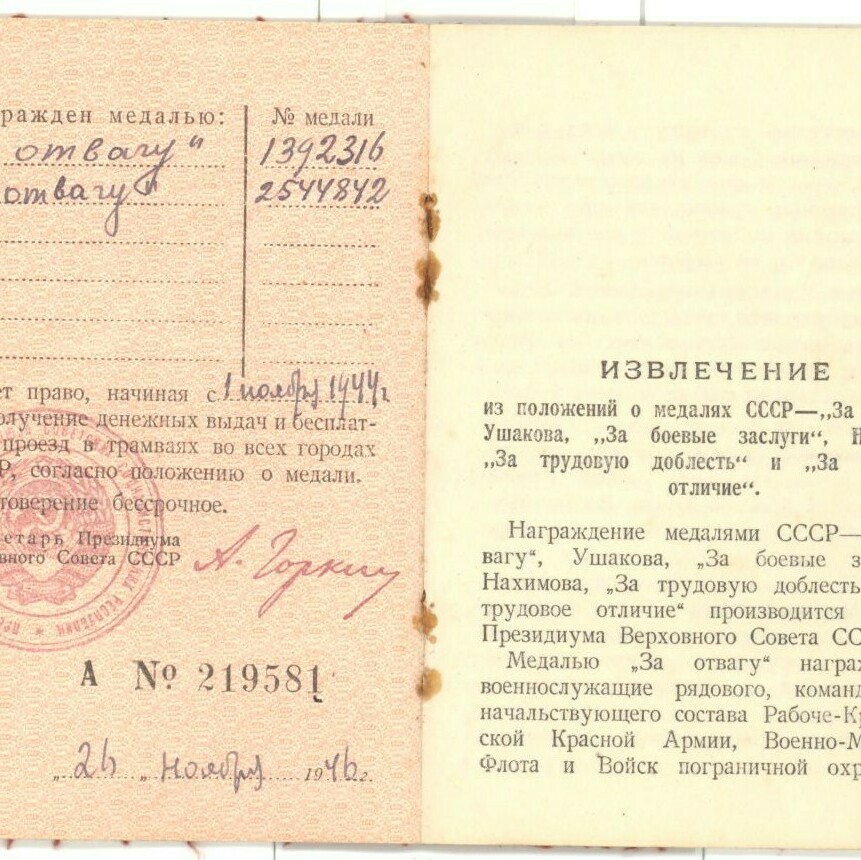 ражден медалью:
№ медали
отвагу"
1392316
отвагу"
2544842
ет право, начиная с 1 ноября 1944 г
олучение денежных выдач и бесплат-
проезд в трамваях во всех городах
Р, согласно положению о медали.
товерение бессрочное.
етарь Президиума
вного Совета СССР
А. Горкин
А № 219581
„ 26 „ ноября 1946 г.
ИЗВЛЕЧЕНИЕ
из положений о медалях СССР—„За
Ушакова, „За боевые заслуги“, Н
„За трудовую доблесть“ и „За
отличие“.
Награждение медалями СССР—
вагу“, Ушакова, „За боевые з
Нахимова, „За трудовую доблесть
трудовое отличие“ производится
Президиума Верховного Совета СС
Медалью „За отвагу“ награ
военнослужащие рядового, команд
начальствующего состава Рабоче-Кр
ской Красной Армии, Военно-М
Флота и Войск пограничной охр